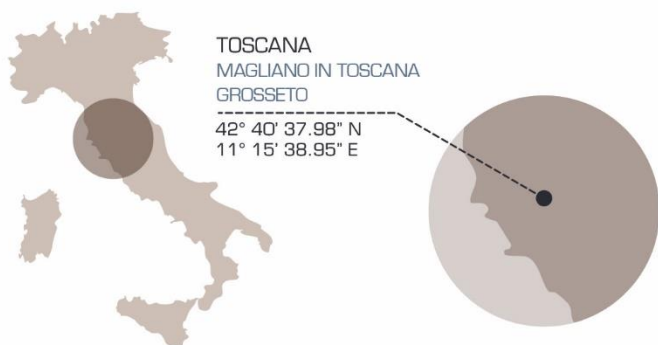 TOSCANA
MAGLIANO IN TOSCANA
GROSSETO
42° 40' 37.98" N
11° 15' 38.95" E